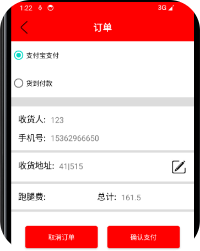 1:22 3G
订单
支付宝支付
货到付款
收货人: 123
手机号: 15362966650
收货地址: 41|515
跑腿费: 总计: 161.5
取消订单 确认支付